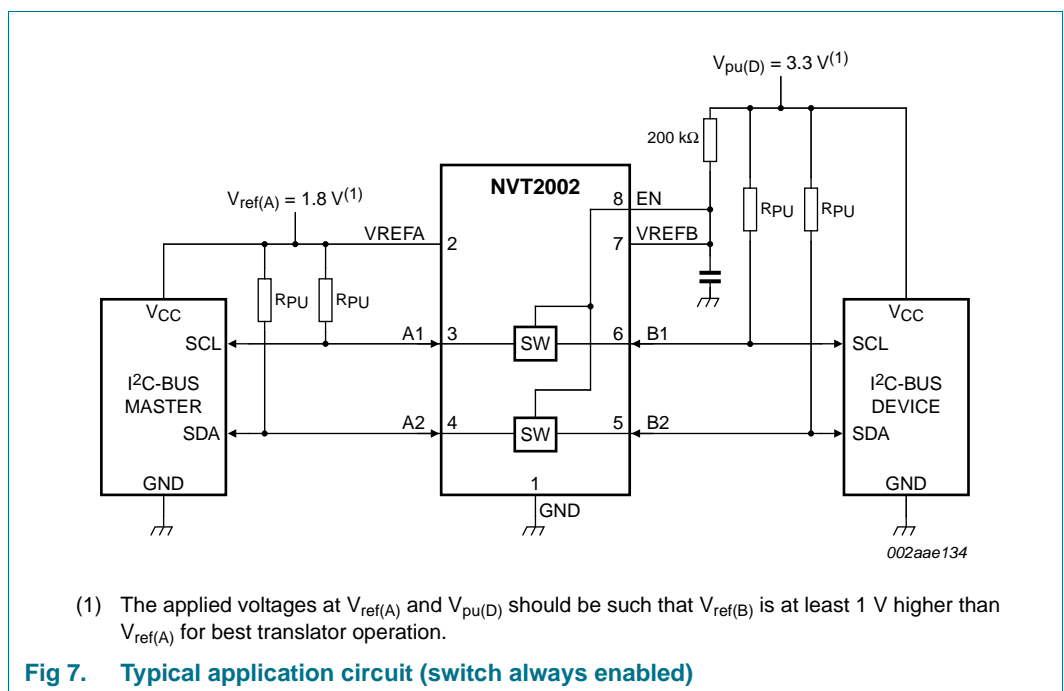 Vpu(D) = 3.3 V(1)
200 kΩ
NVT2002
Vref(A) = 1.8 V(1)
8 EN
RPU RPU
VREFA 2
7 VREFB
RPU RPU
VCC
VCC
SCL A1 3 SW 6 B1 SCL
I2C-BUS
MASTER
I2C-BUS
DEVICE
SDA A2 4 SW 5 B2 SDA
GND
1
GND
GND
002aae134
(1) The applied voltages at Vref(A) and Vpu(D) should be such that Vref(B) is at least 1 V higher than
Vref(A) for best translator operation.
Fig 7. Typical application circuit (switch always enabled)